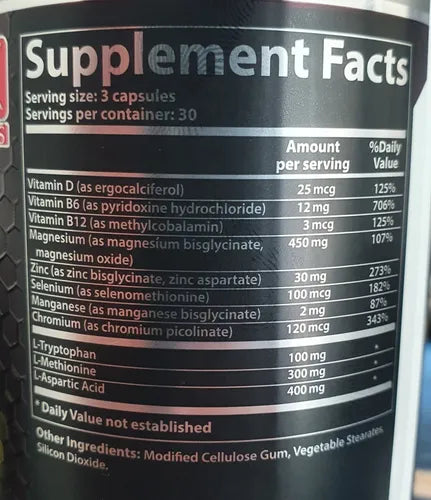 Supplement Facts
Serving size: 3 capsules
Servings per container: 30
Amount per serving %Daily Value
Vitamin D (as ergocalciferol) 25 mcg 125%
Vitamin B6 (as pyridoxine hydrochloride) 12 mg 706%
Vitamin B12 (as methylcobalamin) 3 mcg 125%
Magnesium (as magnesium bisglycinate, 450 mg 107%
magnesium oxide)
Zinc (as zinc bisglycinate, zinc aspartate) 30 mg 273%
Selenium (as selenomethionine) 100 mcg 182%
Manganese (as manganese bisglycinate) 2 mg 87%
Chromium (as chromium picolinate) 120 mcg 343%
L-Tryptophan 100 mg *
L-Methionine 300 mg *
L-Aspartic Acid 400 mg *
* Daily Value not established
Other Ingredients: Modified Cellulose Gum, Vegetable Stearates,
Silicon Dioxide.